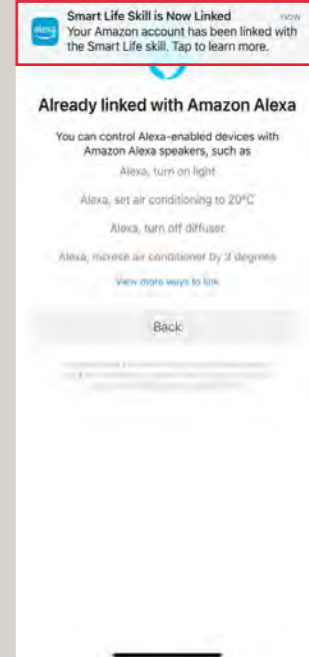 Smart Life Skill is Now Linked
now
Your Amazon account has been linked with
the Smart Life skill. Tap to learn more.
alexa
Already linked with Amazon Alexa
You can control Alexa-enabled devices with
Amazon Alexa speakers, such as
Alexa, turn on light
Alexa, set air conditioning to 20°C
Alexa, turn off diffuser
Alexa, increse air conditioner by 3 degrees
View more ways to link
Back